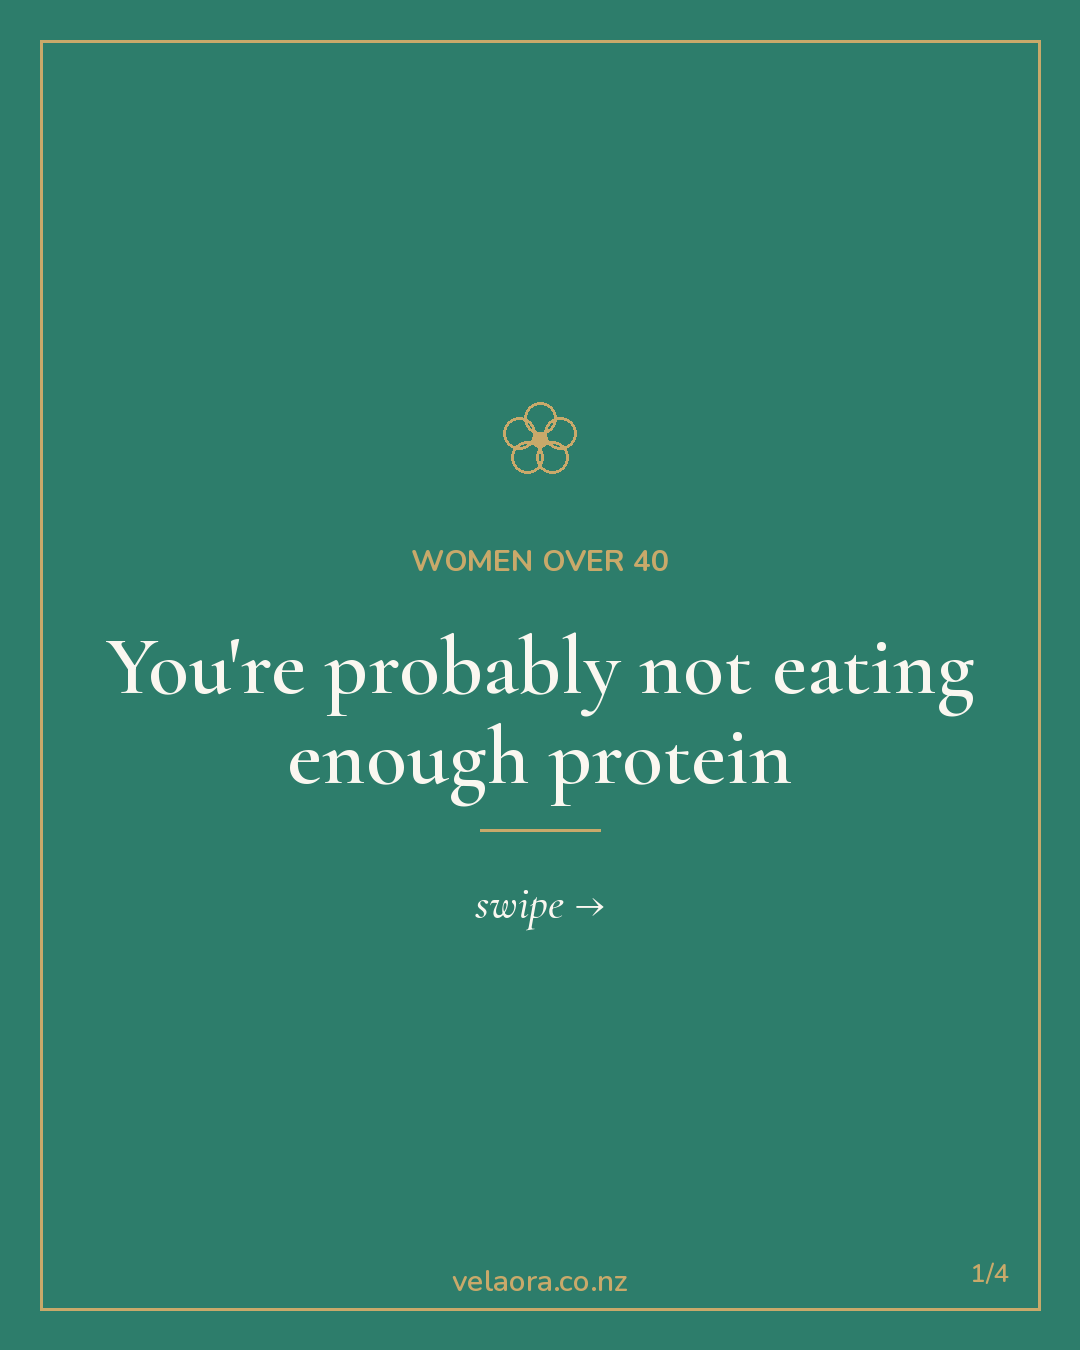 WOMEN OVER 40
You're probably not eating
enough protein
swipe →
velaora.co.nz
1/4